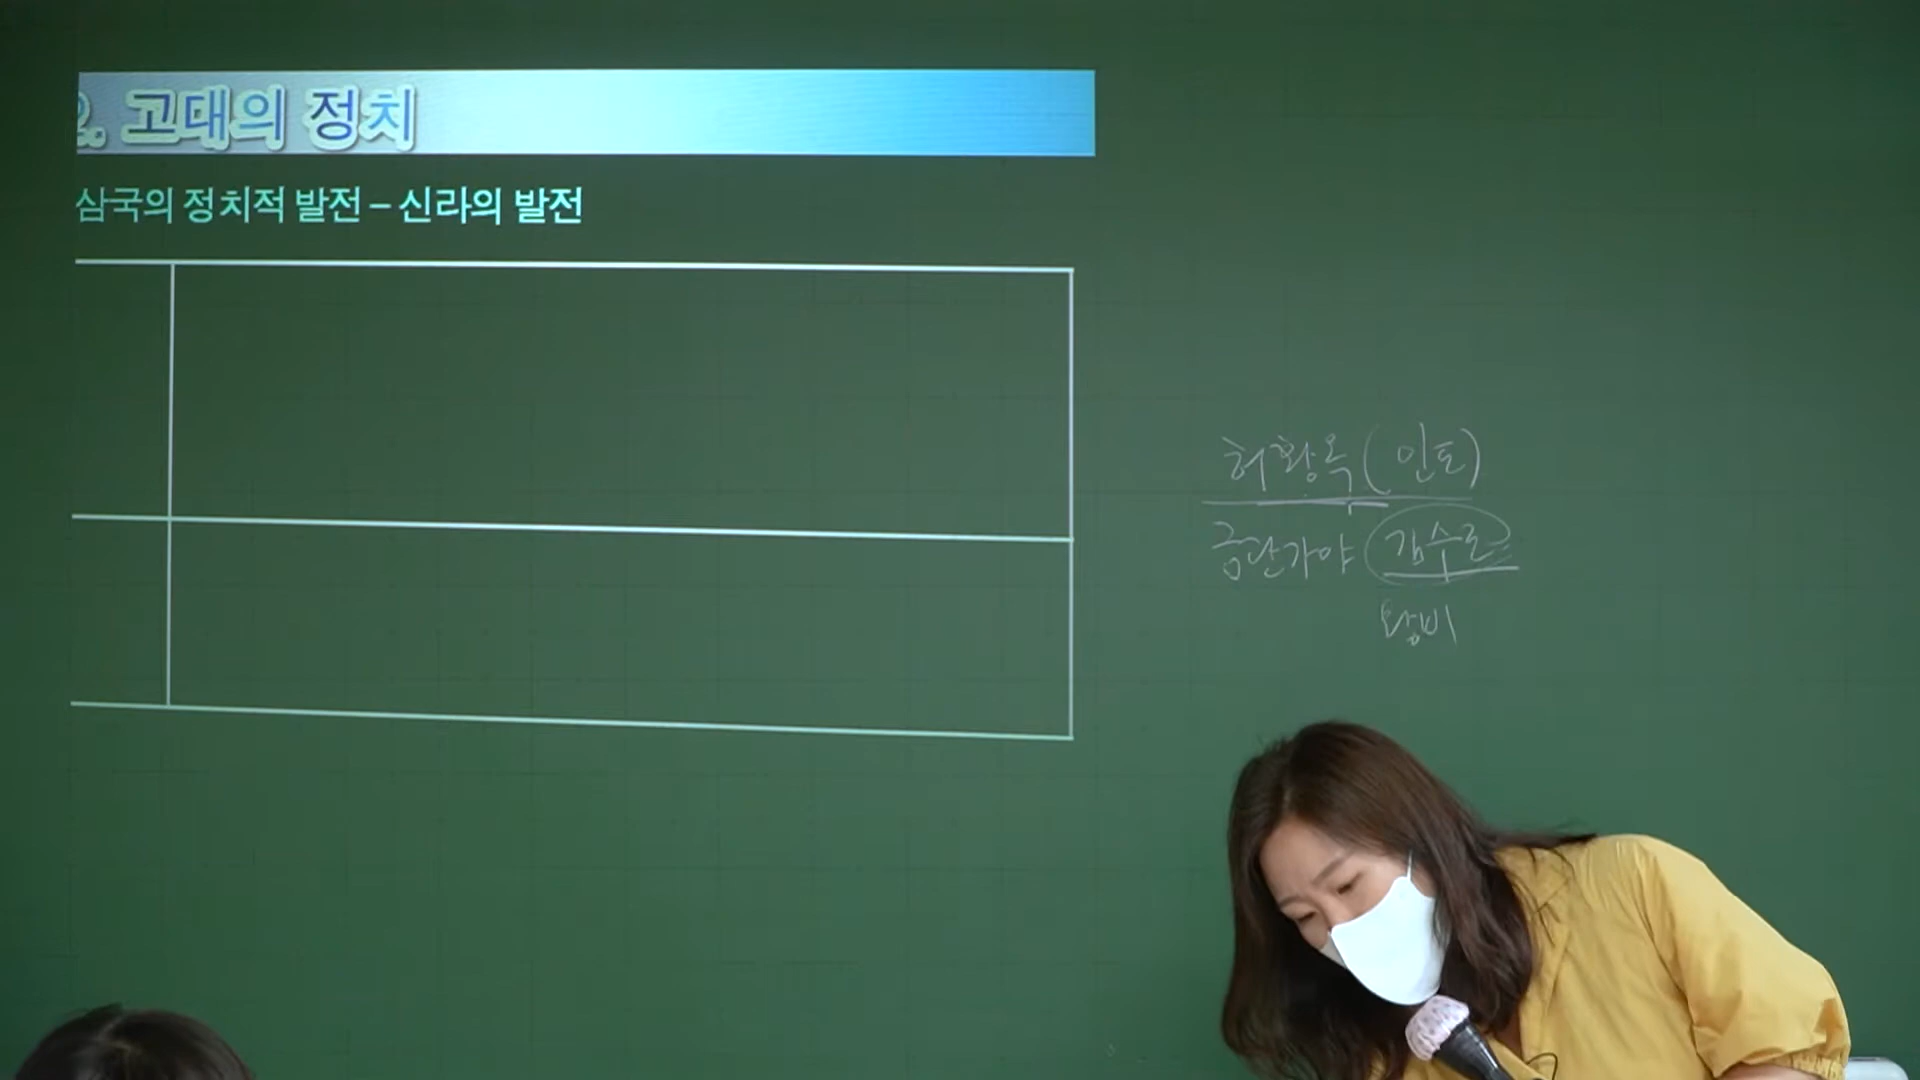 2. 고대의 정치
삼국의 정치적 발전 – 신라의 발전
허황옥 (인도)
금관가야 김수로
왕비